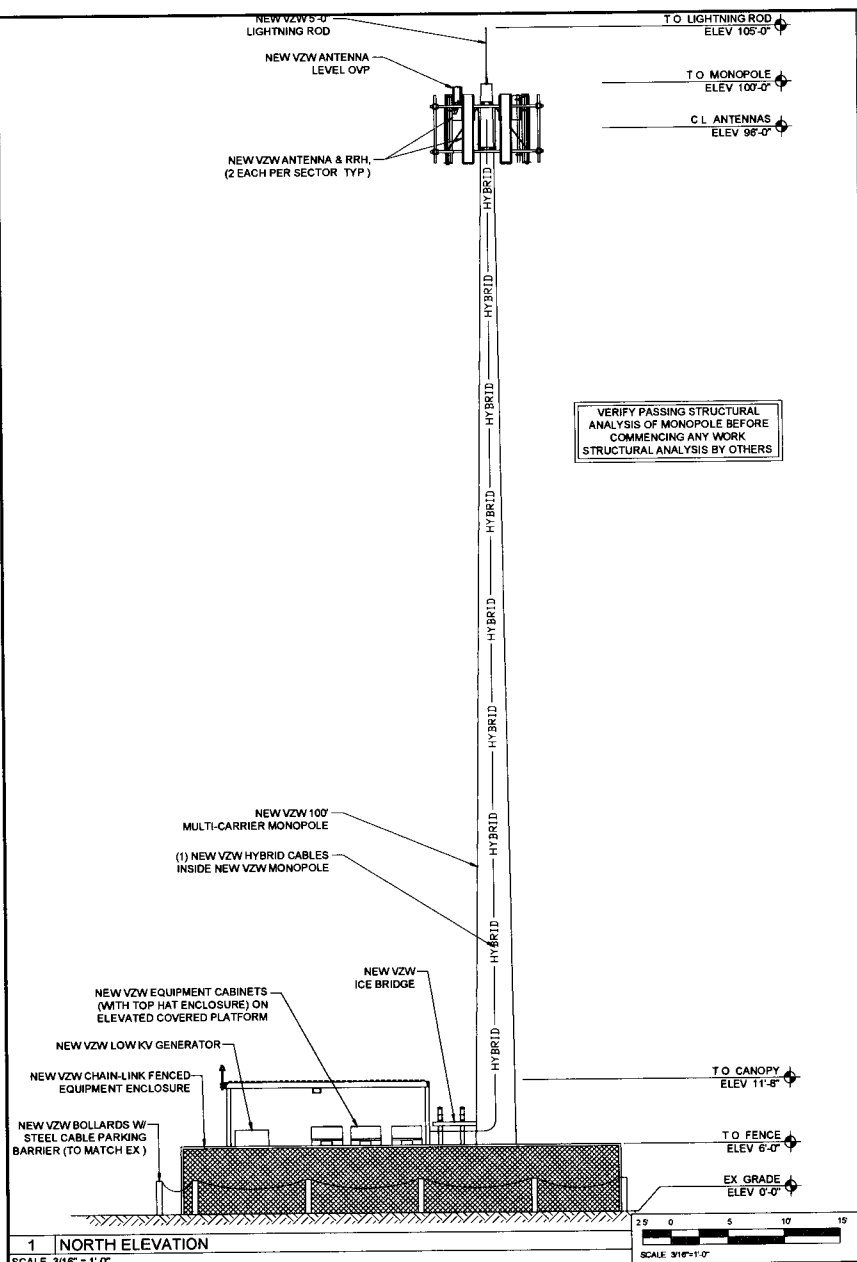 NEW VZW 5'-0"
LIGHTNING ROD
T O LIGHTNING ROD
ELEV 105'-0"
NEW VZW ANTENNA
LEVEL OVP
T O MONOPOLE
ELEV 100'-0"
C L ANTENNAS
ELEV 96'-0"
NEW VZW ANTENNA & RRH,
(2 EACH PER SECTOR TYP )
HYBRID
HYBRID
HYBRID
VERIFY PASSING STRUCTURAL
ANALYSIS OF MONOPOLE BEFORE
COMMENCING ANY WORK
STRUCTURAL ANALYSIS BY OTHERS
HYBRID
HYBRID
HYBRID
HYBRID
NEW VZW 100'
MULTI-CARRIER MONOPOLE
(1) NEW VZW HYBRID CABLES
INSIDE NEW VZW MONOPOLE
HYBRID
NEW VZW
ICE BRIDGE
NEW VZW EQUIPMENT CABINETS
(WITH TOP HAT ENCLOSURE) ON
ELEVATED COVERED PLATFORM
HYBRID
NEW VZW LOW KV GENERATOR
NEW VZW CHAIN-LINK FENCED
EQUIPMENT ENCLOSURE
T O CANOPY
ELEV 11'-8"
NEW VZW BOLLARDS W/
STEEL CABLE PARKING
BARRIER (TO MATCH EX )
T O FENCE
ELEV 6'-0"
EX GRADE
ELEV 0'-0"
2 5' 0 5' 10' 15'
SCALE 3/16"=1'-0"
1 NORTH ELEVATION
SCALE 3/16" = 1'-0"